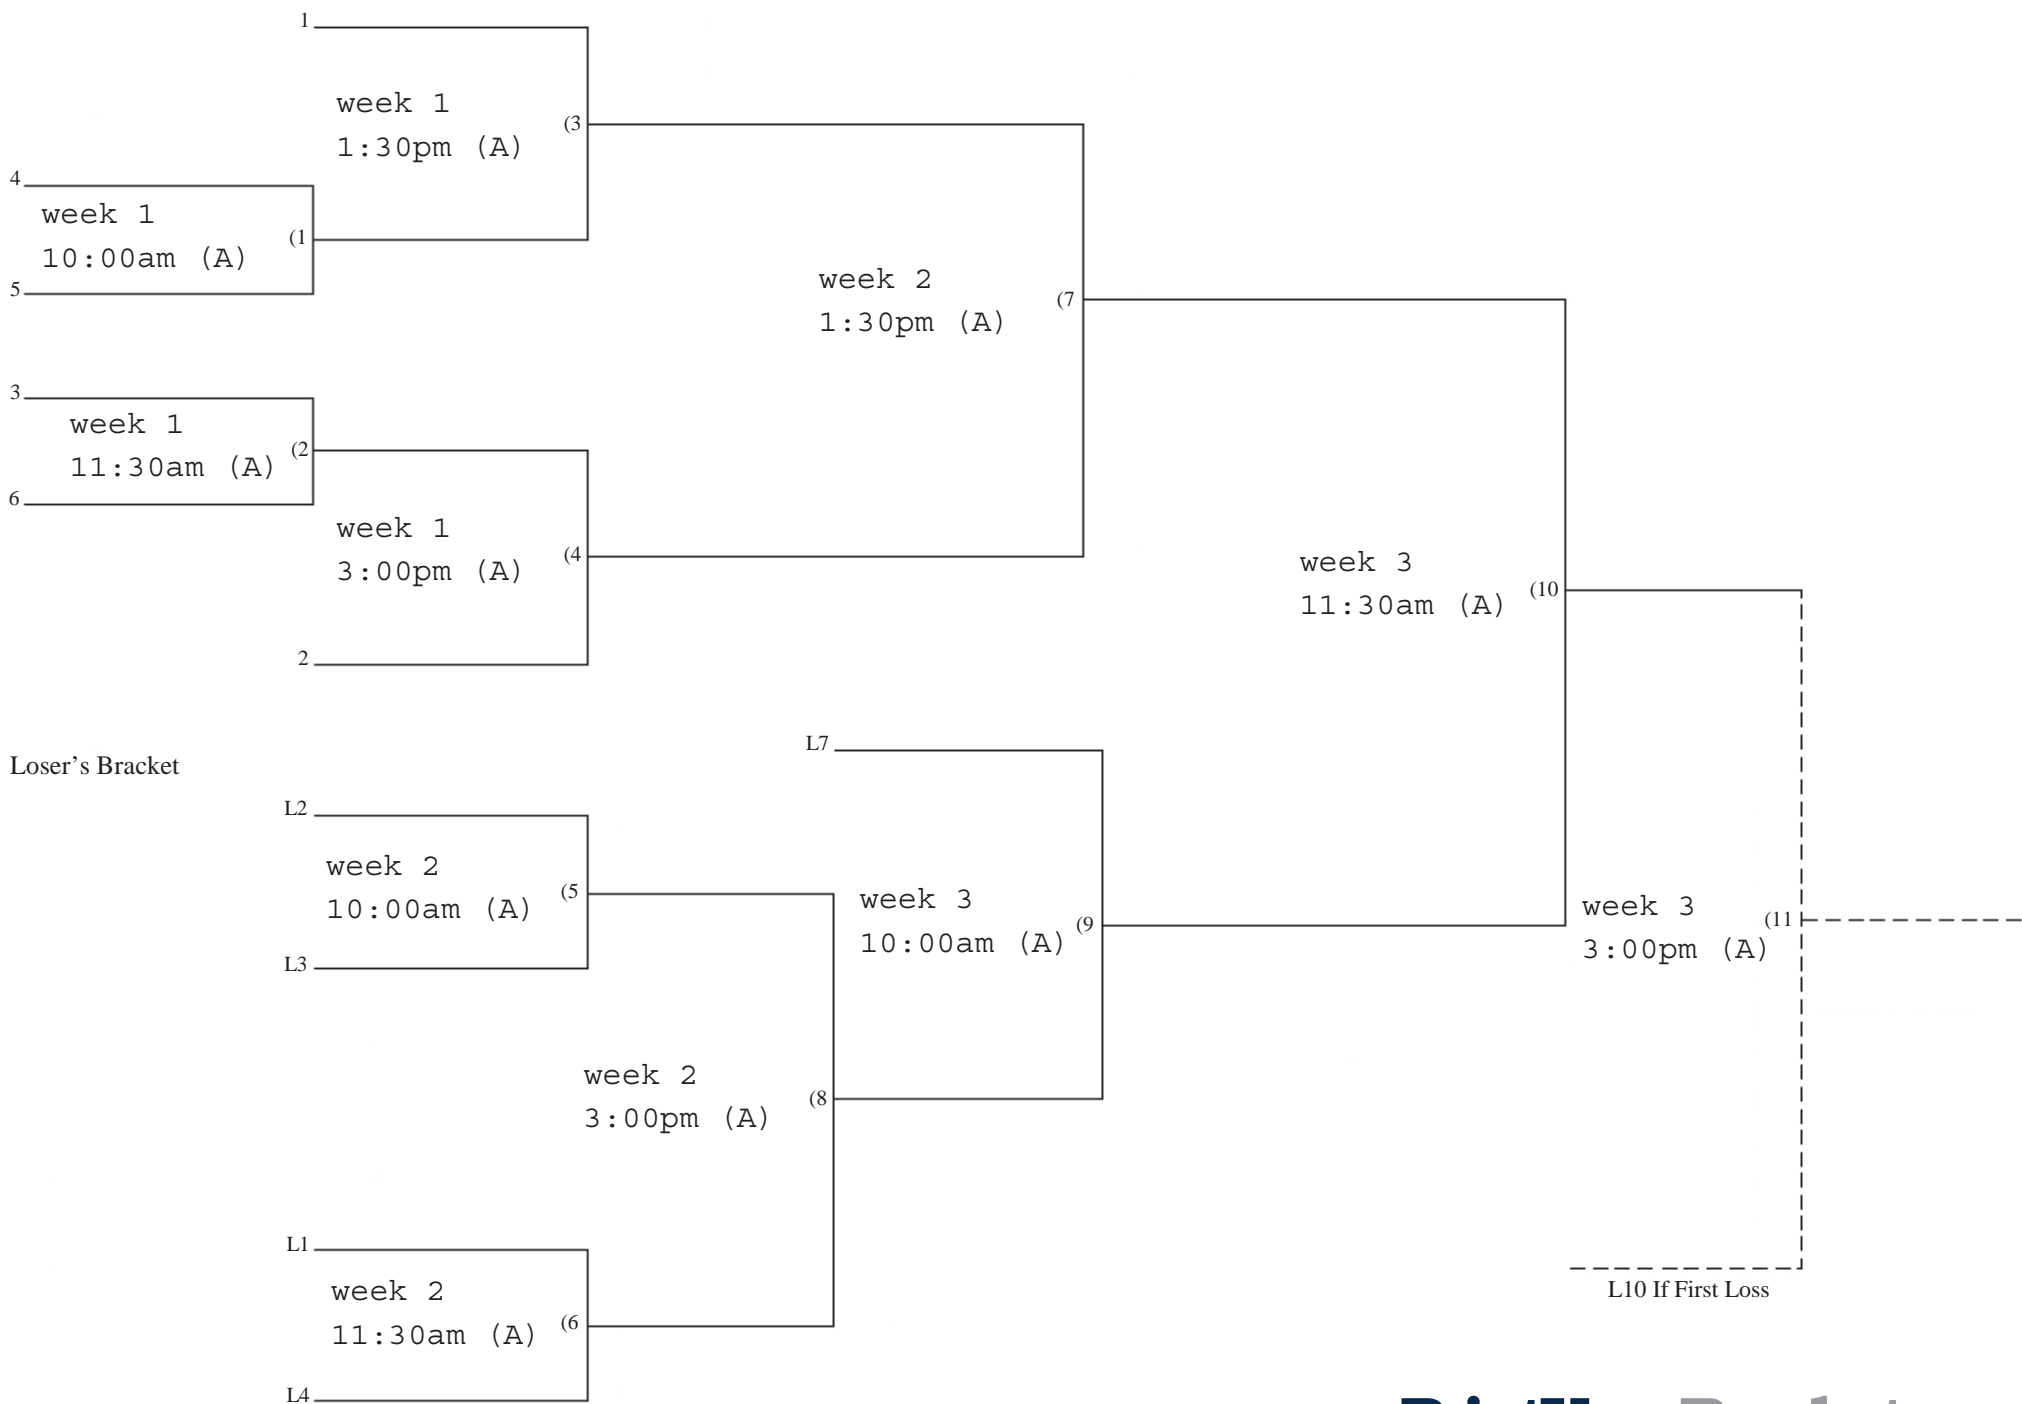 1
week 1
1:30pm (A)
(3
4
week 1
10:00am (A)
(1
5
week 2
1:30pm (A)
(7
3
week 1
11:30am (A)
(2
6
week 1
3:00pm (A)
(4
2
week 3
11:30am (A)
(10
L7
Loser’s Bracket
L2
week 2
10:00am (A)
(5
L3
week 3
10:00am (A)
(9
week 3
3:00pm (A)
(11
week 2
3:00pm (A)
(8
L1
week 2
11:30am (A)
(6
L4
L10 If First Loss